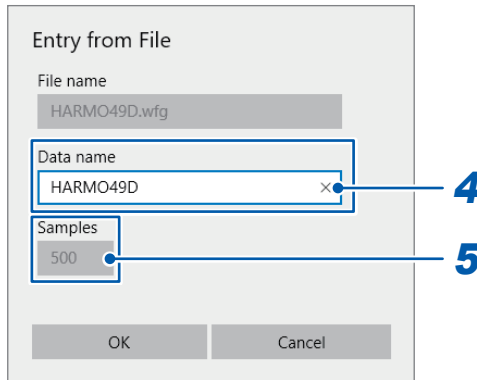 Entry from File
File name
HARMO49D.wfg
Data name
HARMO49D ×
4
Samples
500
5
OK Cancel